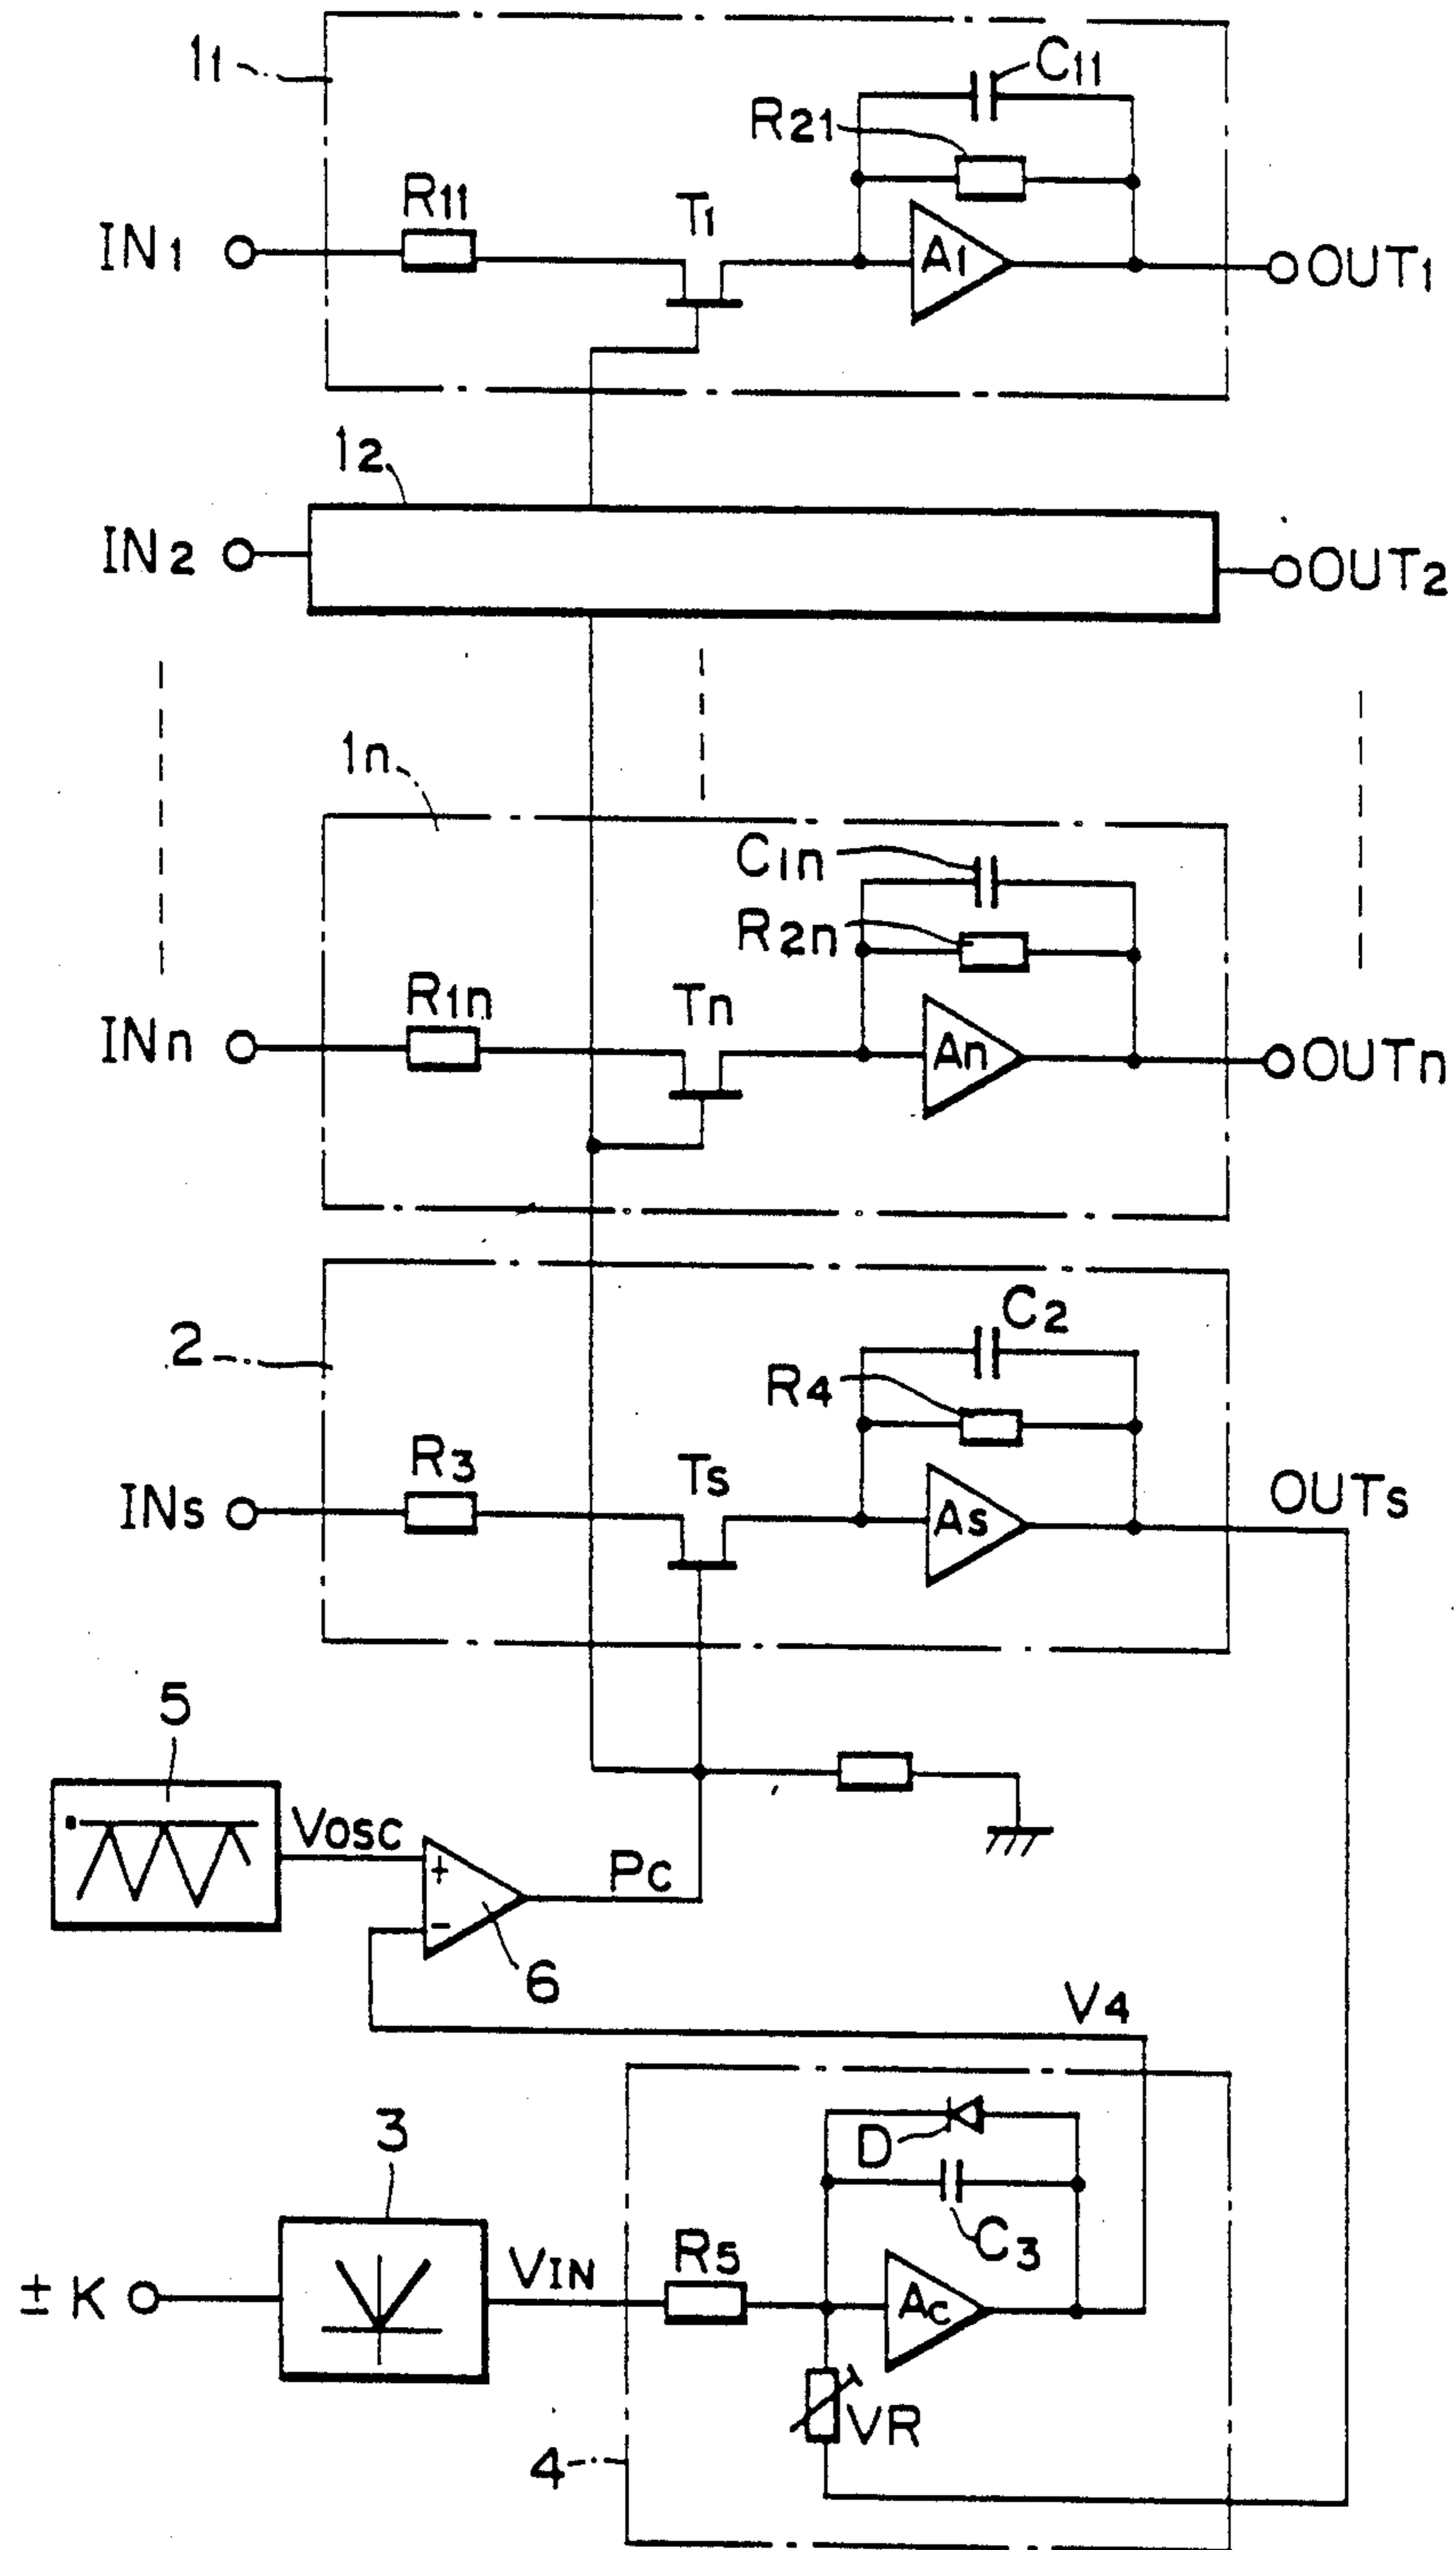 11
C11
R21
R11
T1
IN1
A1
OUT1
12
IN2
OUT2
1n
C1n
R2n
R1n
Tn
INn
An
OUTn
2
C2
R4
R3
Ts
INs
As
OUTs
5
VOSC
+
-
6
PC
V4
3
D
C3
R5
VIN
± K
Ac
VR
4